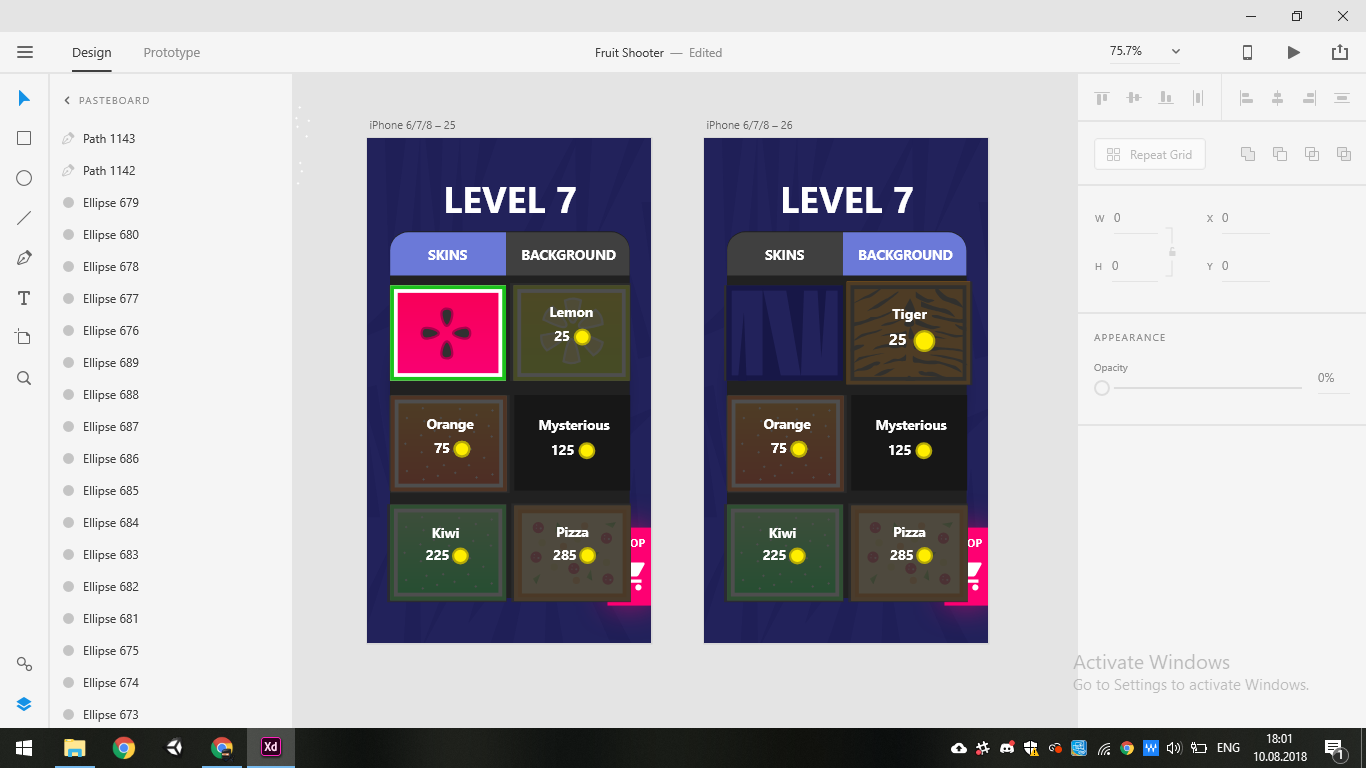 Design
Prototype
Fruit Shooter — Edited
75.7%
PASTEBOARD
Path 1143
Path 1142
Ellipse 679
Ellipse 680
Ellipse 678
Ellipse 677
Ellipse 676
Ellipse 689
Ellipse 688
Ellipse 687
Ellipse 686
Ellipse 685
Ellipse 684
Ellipse 683
Ellipse 682
Ellipse 681
Ellipse 675
Ellipse 674
Ellipse 673
iPhone 6/7/8 – 25
LEVEL 7
SKINS
BACKGROUND
Lemon
25
Orange
75
Mysterious
125
Kiwi
225
Pizza
285
OP
iPhone 6/7/8 – 26
LEVEL 7
SKINS
BACKGROUND
Tiger
25
Orange
75
Mysterious
125
Kiwi
225
Pizza
285
OP
Repeat Grid
W 0
X 0
H 0
Y 0
APPEARANCE
Opacity
0%
Activate Windows
Go to Settings to activate Windows.
Xd
W
ENG
18:01
10.08.2018
1